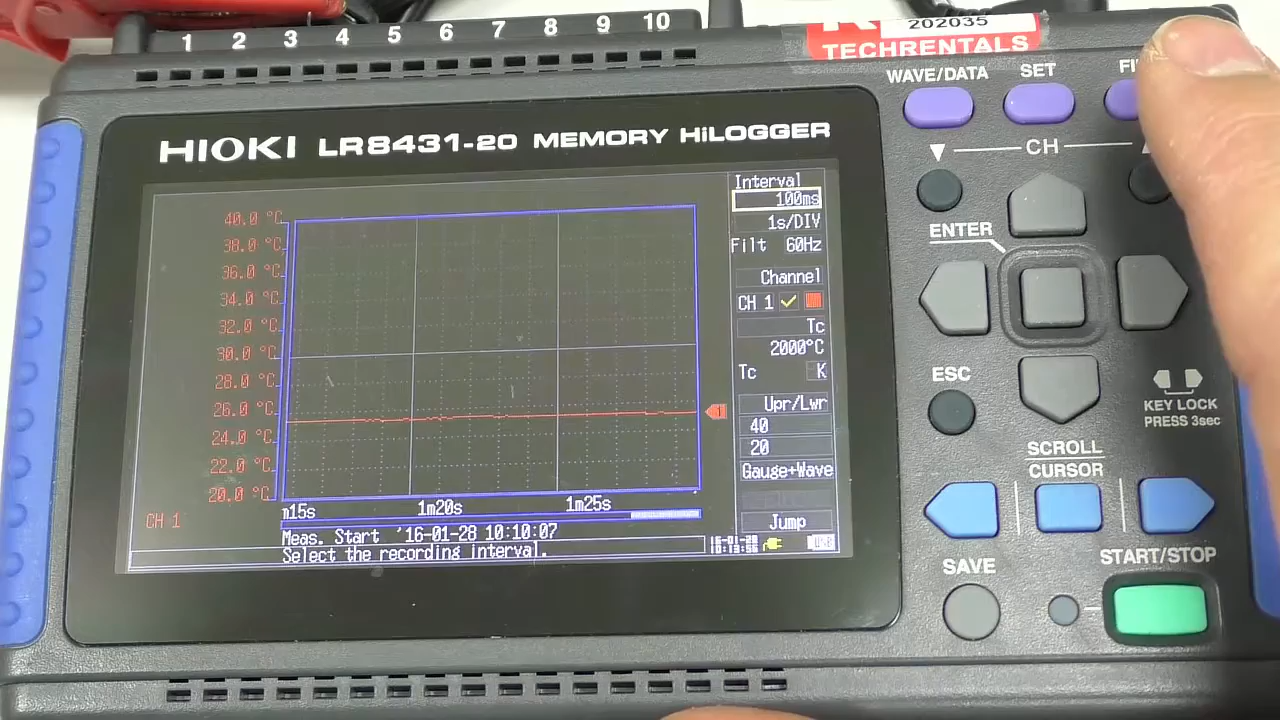 1 2 3 4 5 6 7 8 9 10
202035
TECHRENTALS
WAVE/DATA SET
HIOKI LR8431-20 MEMORY HiLOGGER
CH
ENTER
ESC
KEY LOCK
PRESS 3sec
SCROLL
CURSOR
SAVE
START/STOP
40.0 °C
38.0 °C
36.0 °C
34.0 °C
32.0 °C
30.0 °C
28.0 °C
26.0 °C
24.0 °C
22.0 °C
20.0 °C
CH 1
1
m15s 1m20s 1m25s
Meas. Start '16-01-28 10:10:07
Select the recording interval.
Interval
100ms
1s/DIV
Filt 60Hz
Channel
CH 1
Tc
2000°C
Tc K
Upr/Lwr
40
20
Gauge+Wave
Jump